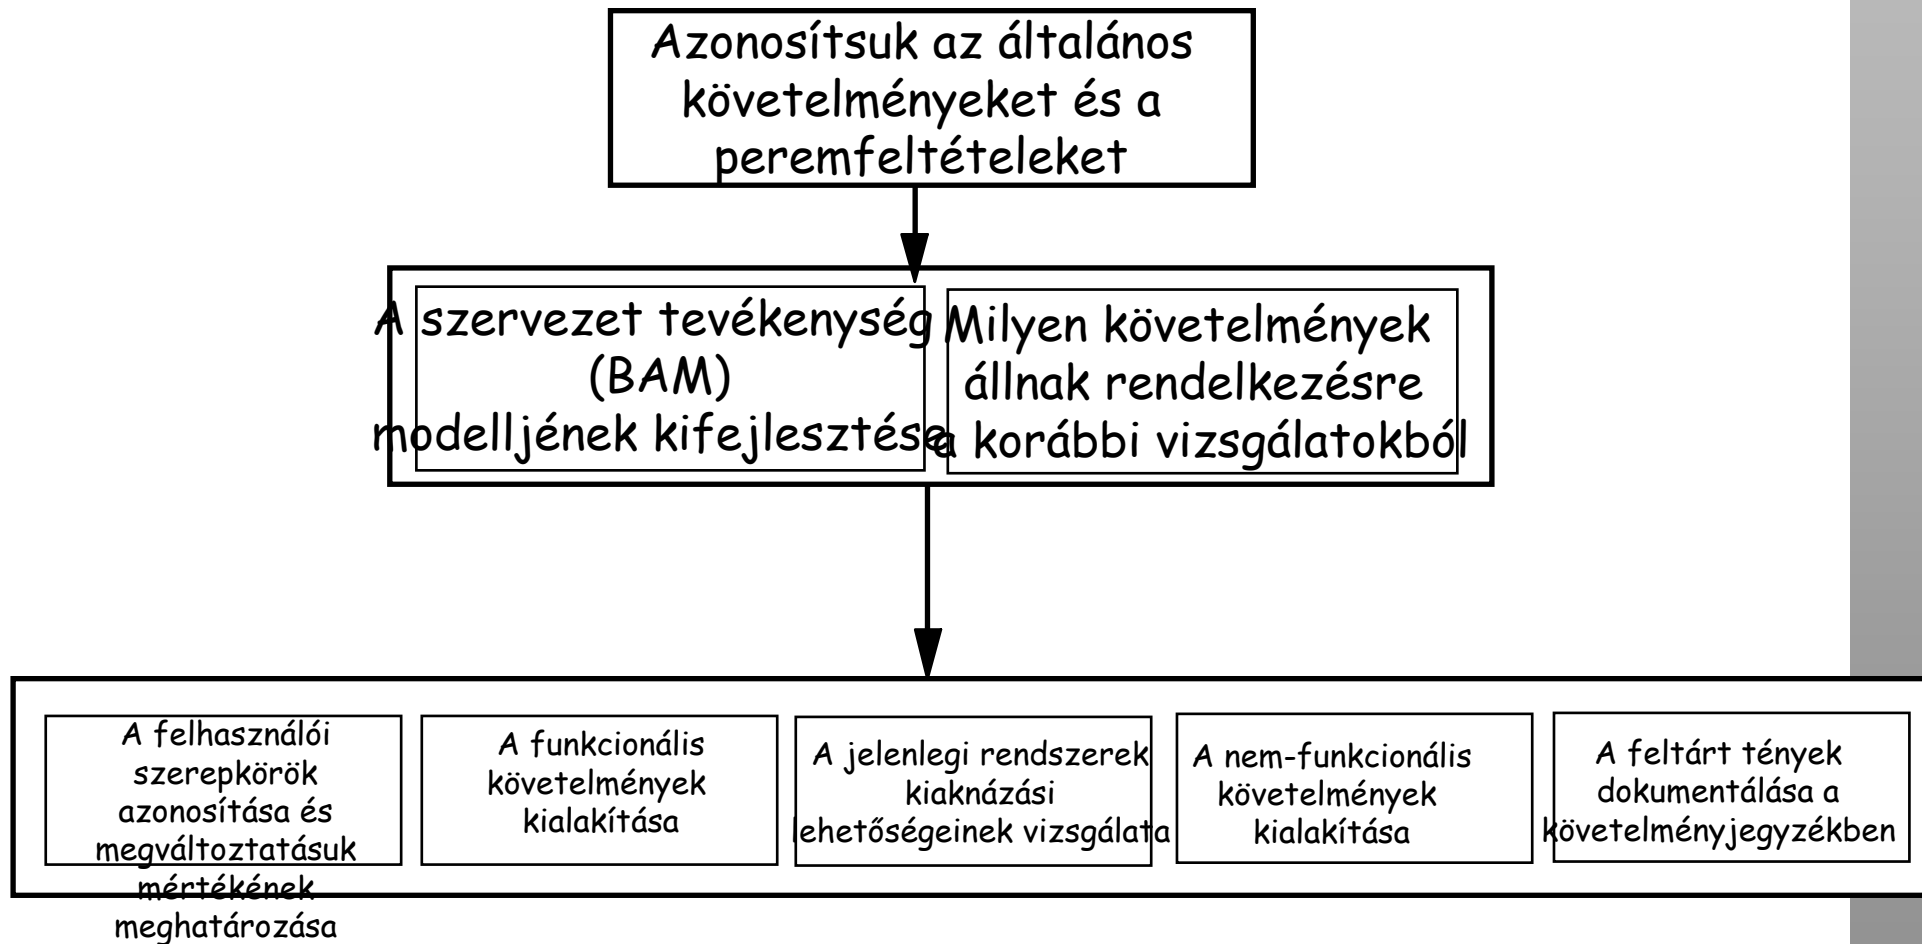 Azonosítsuk az általános
követelményeket és a
peremfeltételeket
A szervezet tevékenység
(BAM)
modelljének kifejlesztése
Milyen követelmények
állnak rendelkezésre
a korábbi vizsgálatokból
A felhasználói
szerepkörök
azonosítása és
megváltoztatásuk
mértékének
meghatározása
A funkcionális
követelmények
kialakítása
A jelenlegi rendszerek
kiaknázási
lehetőségeinek vizsgálata
A nem-funkcionális
követelmények
kialakítása
A feltárt tények
dokumentálása a
követelményjegyzékben